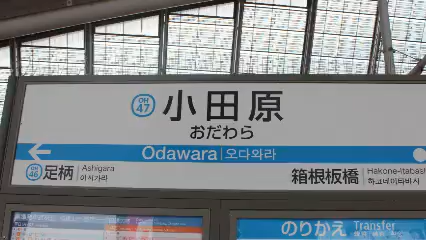 OH 47 小田原
おだわら
Odawara 오다와라
OH 46 足柄 Ashigara 아시가라
箱根板橋 Hakone-Itabashi 하코네이타바시
のりかえ Transfer